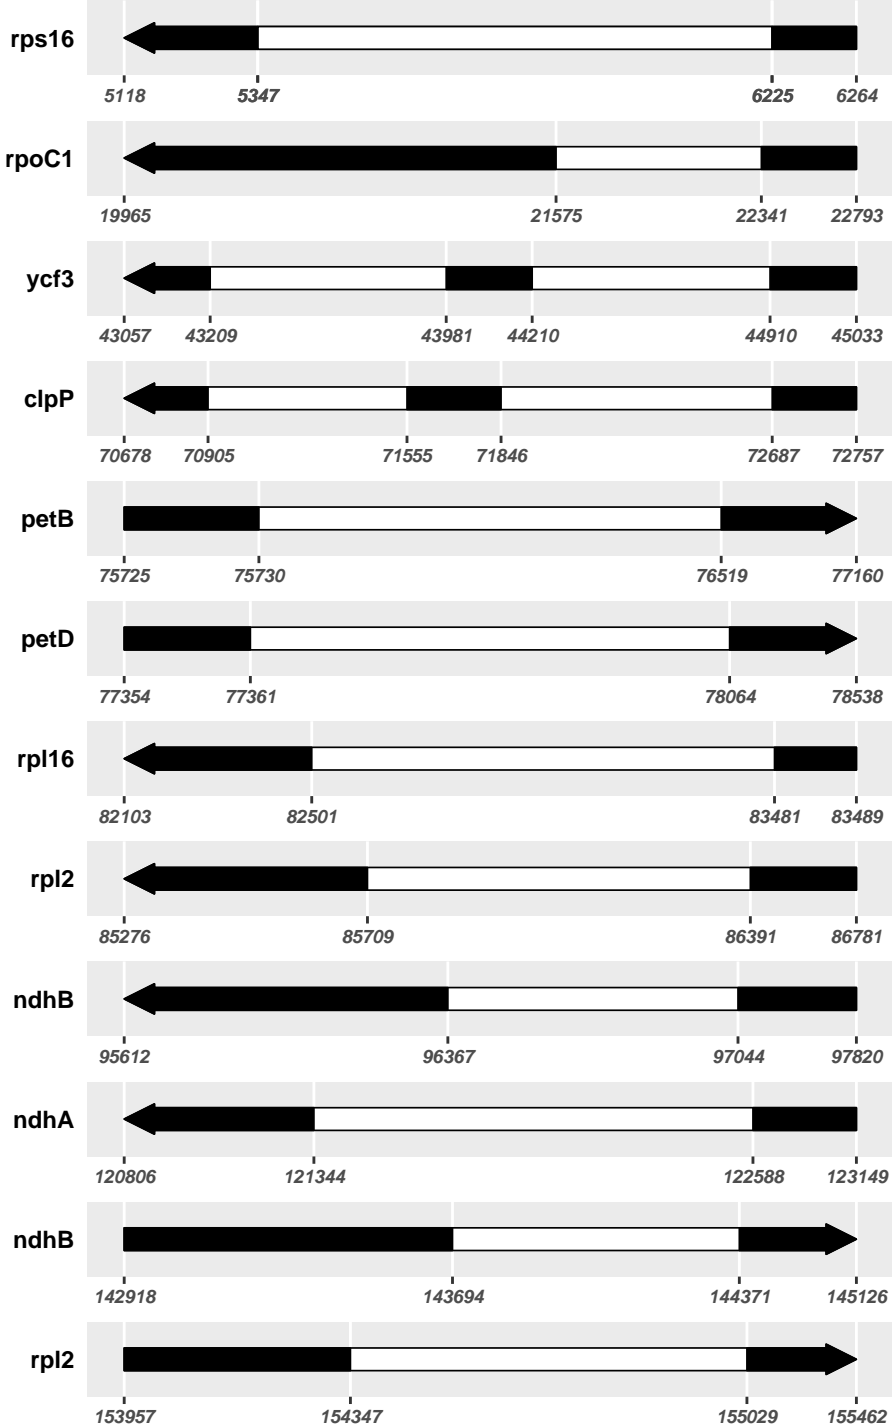 rps16
5118 5347 6225 6264
rpoC1
19965 21575 22341 22793
ycf3
43057 43209 43981 44210 44910 45033
clpP
70678 70905 71555 71846 72687 72757
petB
75725 75730 76519 77160
petD
77354 77361 78064 78538
rpl16
82103 82501 83481 83489
rpl2
85276 85709 86391 86781
ndhB
95612 96367 97044 97820
ndhA
120806 121344 122588 123149
ndhB
142918 143694 144371 145126
rpl2
153957 154347 155029 155462